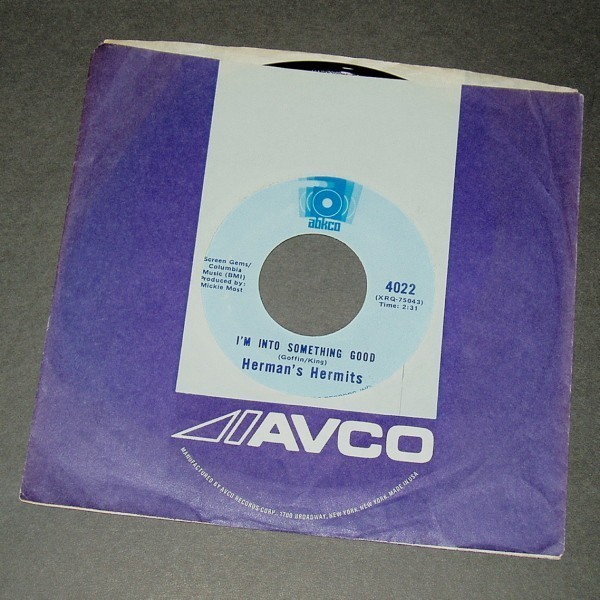 abkco
Screen Gems/
Columbia
Music (BMI)
Produced by:
Mickie Most
4022
(XRQ-75043)
Time: 2:31
I'M INTO SOMETHING GOOD
(Goffin/King)
Herman's Hermits
AVCO
MANUFACTURED BY AVCO RECORDS CORP., 1700 BROADWAY, NEW YORK, NEW YORK. MADE IN USA